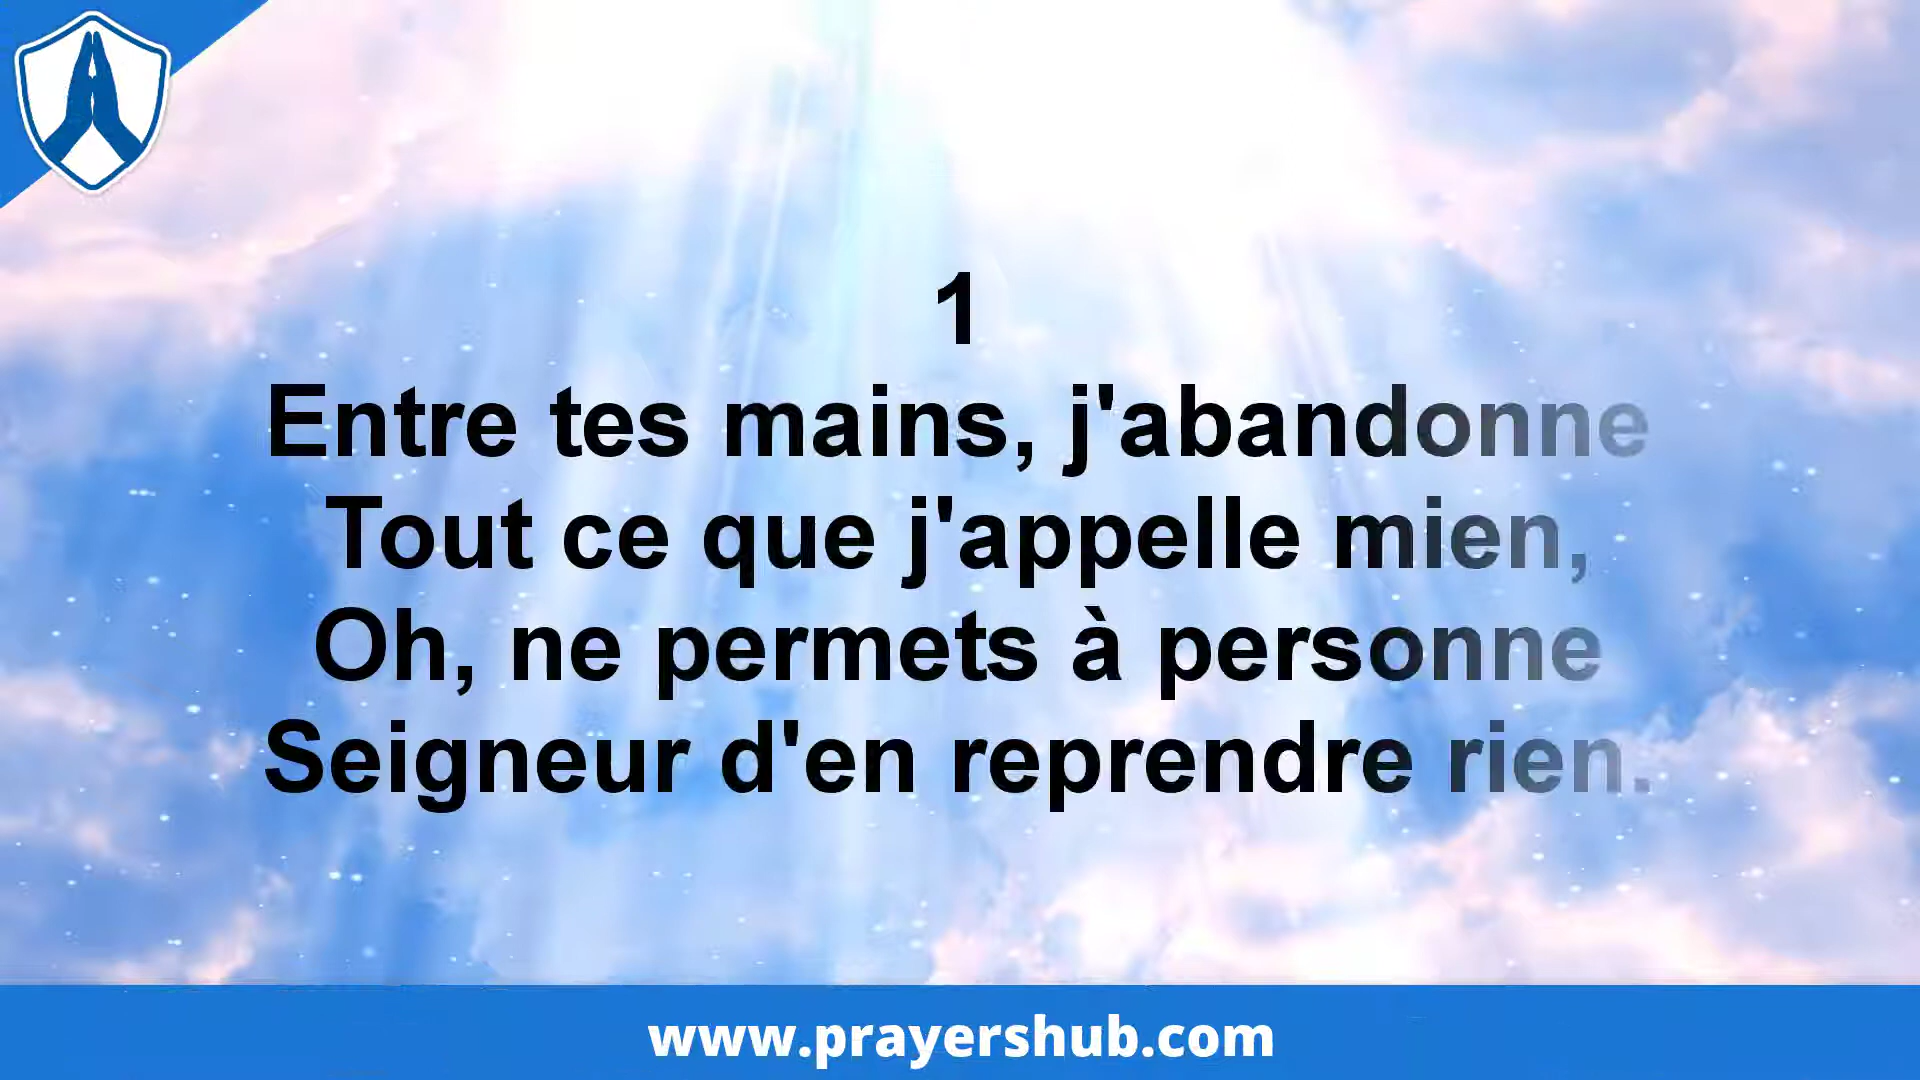 1
Entre tes mains, j'abandonne
Tout ce que j'appelle mien,
Oh, ne permets à personne
Seigneur d'en reprendre rien.
www.prayershub.com